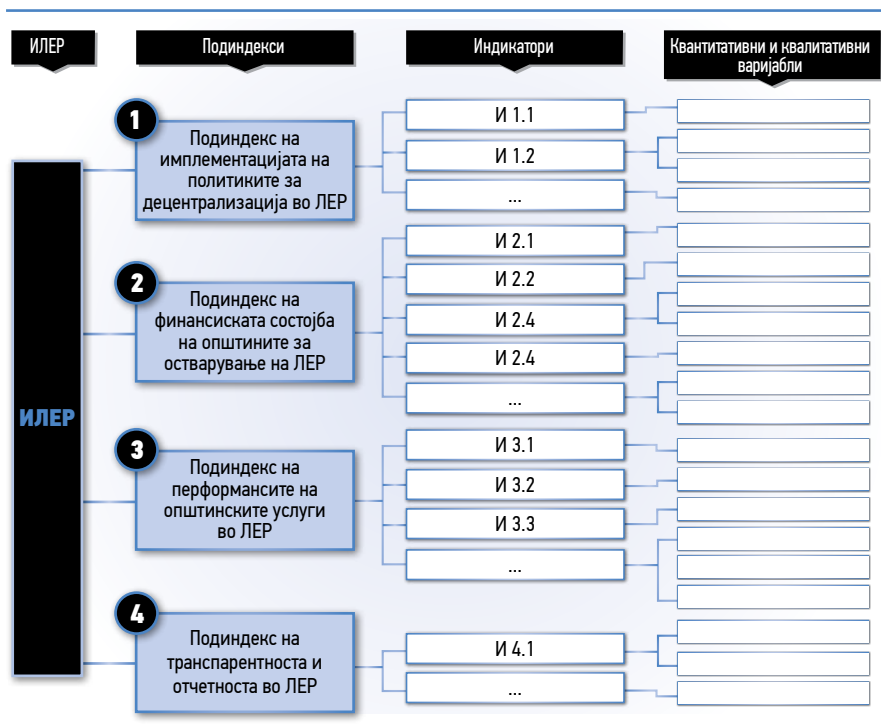 ИЛЕР
Подиндекси
Индикатори
Квантитативни и квалитативни
варијабли
ИЛЕР
1
Подиндекс на
имплементацијата на
политиките за
децентрализација во ЛЕР
И 1.1
И 1.2
...
2
Подиндекс на
финансиската состојба
на општините за
остварување на ЛЕР
И 2.1
И 2.2
И 2.4
И 2.4
...
3
Подиндекс на
перформансите на
општинските услуги
во ЛЕР
И 3.1
И 3.2
И 3.3
...
4
Подиндекс на
транспарентноста и
отчетноста во ЛЕР
И 4.1
...